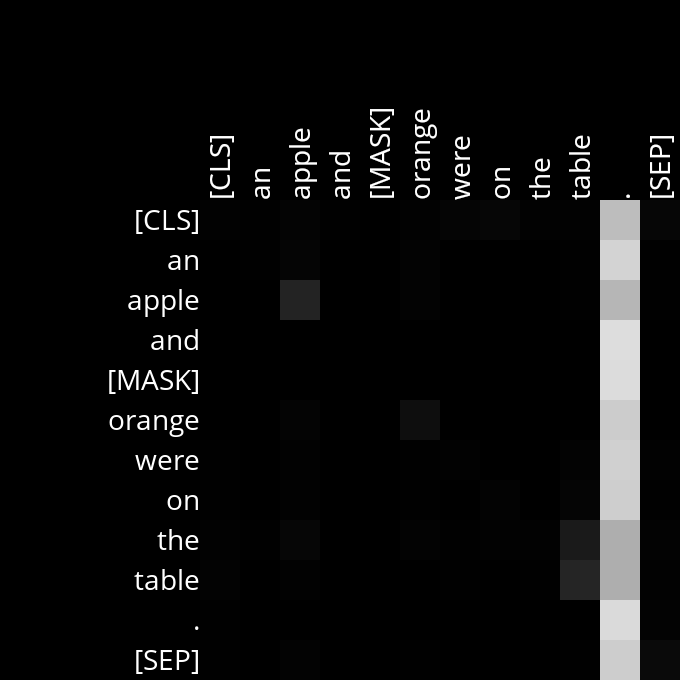 [CLS] an apple and [MASK] orange were on the table . [SEP]
[CLS]
an
apple
and
[MASK]
orange
were
on
the
table
.
[SEP]